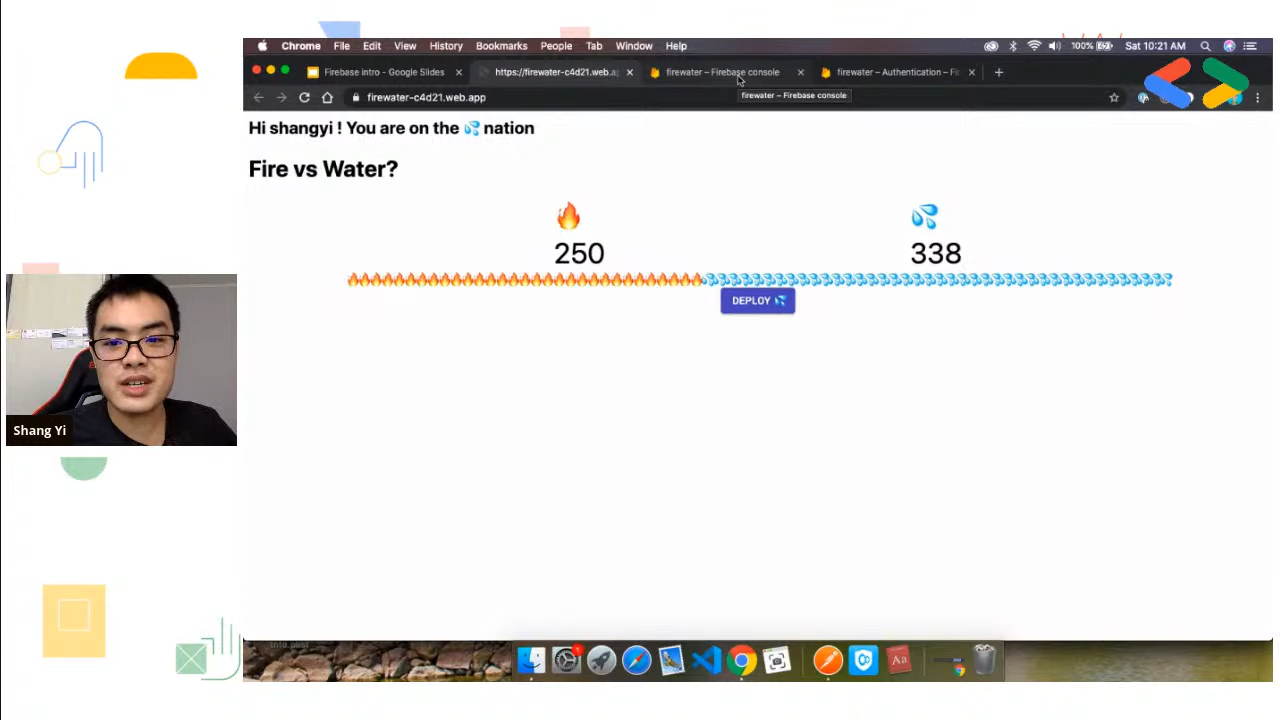 Chrome File Edit View History Bookmarks People Tab Window Help 100% Sat 10:21 AM
Firebase intro - Google Slides https://firewater-c4d21.web.a firewater – Firebase console firewater – Authentication – Fi
firewater-c4d21.web.app
firewater – Firebase console
Hi shangyi ! You are on the 💦 nation
Fire vs Water?
🔥 💦
250 338
DEPLOY 💦
Shang Yi
Aa